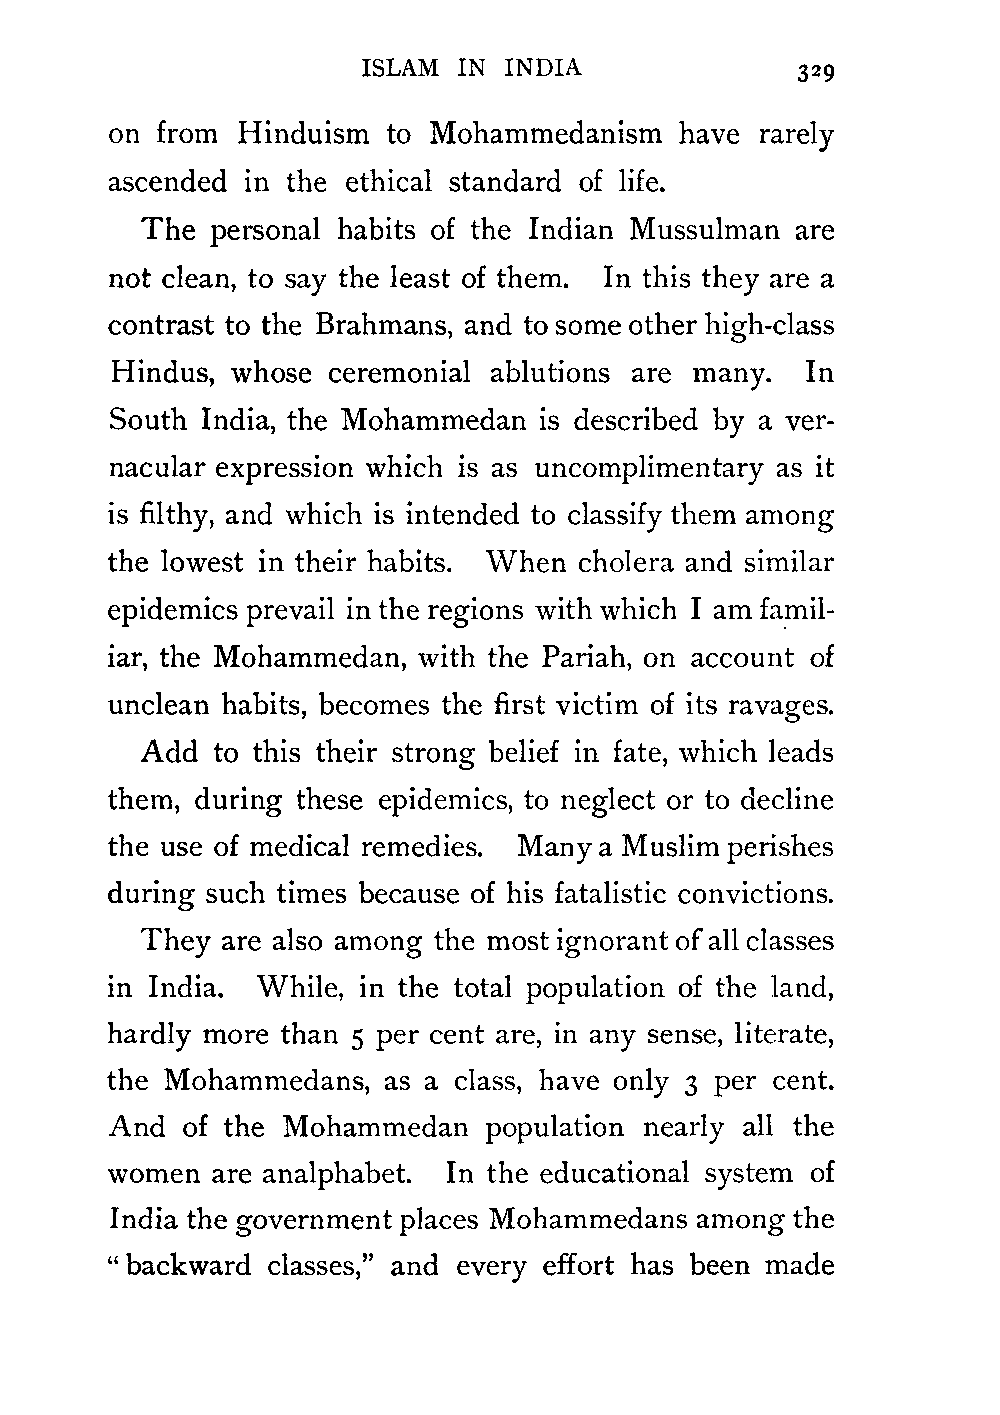 ISLAM IN INDIA 329
on from Hinduism to Mohammedanism have rarely
ascended in the ethical standard of life.
The personal habits of the Indian Mussulman are
not clean, to say the least of them. In this they are a
contrast to the Brahmans, and to some other high-class
Hindus, whose ceremonial ablutions are many. In
South India, the Mohammedan is described by a ver-
nacular expression which is as uncomplimentary as it
is filthy, and which is intended to classify them among
the lowest in their habits. When cholera and similar
epidemics prevail in the regions with which I am famil-
iar, the Mohammedan, with the Pariah, on account of
unclean habits, becomes the first victim of its ravages.
Add to this their strong belief in fate, which leads
them, during these epidemics, to neglect or to decline
the use of medical remedies. Many a Muslim perishes
during such times because of his fatalistic convictions.
They are also among the most ignorant of all classes
in India. While, in the total population of the land,
hardly more than 5 per cent are, in any sense, literate,
the Mohammedans, as a class, have only 3 per cent.
And of the Mohammedan population nearly all the
women are analphabet. In the educational system of
India the government places Mohammedans among the
“backward classes,” and every effort has been made